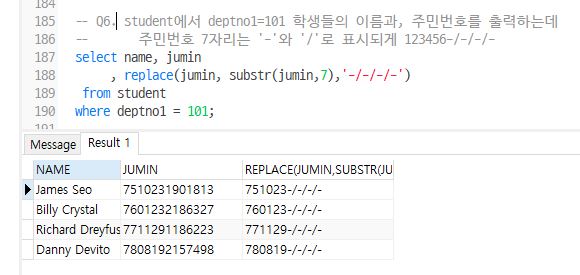 184
185 -- Q6. student에서 deptno1=101 학생들의 이름과, 주민번호를 출력하는데
186 -- 주민번호 7자리는 '-'와 '/'로 표시되게 123456-/-/-/-
187 select name, jumin
188 , replace(jumin, substr(jumin,7),'-/-/-/-')
189 from student
190 where deptno1 = 101;
191
Message Result 1
NAME JUMIN REPLACE(JUMIN,SUBSTR(JU
James Seo 7510231901813 751023-/-/-/-
Billy Crystal 7601232186327 760123-/-/-/-
Richard Dreyfus 7711291186223 771129-/-/-/-
Danny Devito 7808192157498 780819-/-/-/-